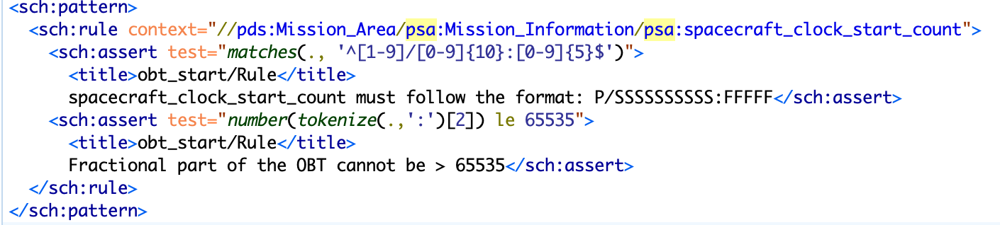 <sch:pattern>
<sch:rule context="//pds:Mission_Area/psa:Mission_Information/psa:spacecraft_clock_start_count">
<sch:assert test="matches(., '^[1-9]/[0-9]{10}:[0-9]{5}$')">
<title>obt_start/Rule</title>
spacecraft_clock_start_count must follow the format: P/SSSSSSSSSS:FFFFF</sch:assert>
<sch:assert test="number(tokenize(.,':')[2]) le 65535">
<title>obt_start/Rule</title>
Fractional part of the OBT cannot be > 65535</sch:assert>
</sch:rule>
</sch:pattern>